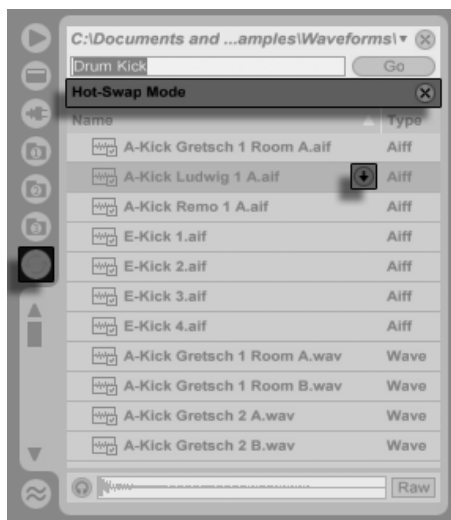 C:\Documents and ...amples\Waveforms\
Drum Kick Go
Hot-Swap Mode
Name Type
A-Kick Gretsch 1 Room A.aif Aiff
A-Kick Ludwig 1 A.aif Aiff
A-Kick Remo 1 A.aif Aiff
E-Kick 1.aif Aiff
E-Kick 2.aif Aiff
E-Kick 3.aif Aiff
E-Kick 4.aif Aiff
A-Kick Gretsch 1 Room A.wav Wave
A-Kick Gretsch 1 Room B.wav Wave
A-Kick Gretsch 2 A.wav Wave
A-Kick Gretsch 2 B.wav Wave
Raw
1
2
3